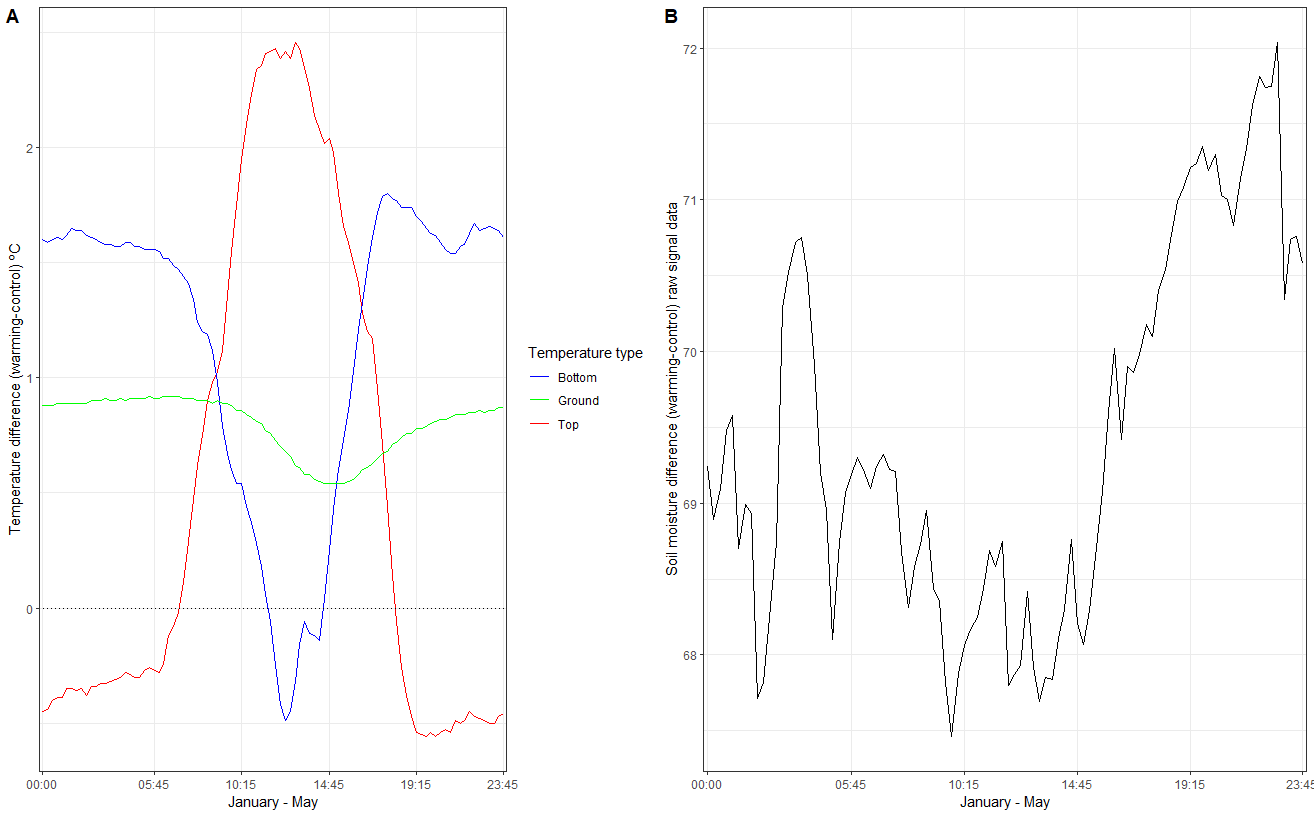 A
Temperature difference (warming-control) ºC
2
1
0
00:00 05:45 10:15 14:45 19:15 23:45
January - May
Temperature type
Bottom
Ground
Top
B
Soil moisture difference (warming-control) raw signal data
72
71
70
69
68
00:00 05:45 10:15 14:45 19:15 23:45
January - May